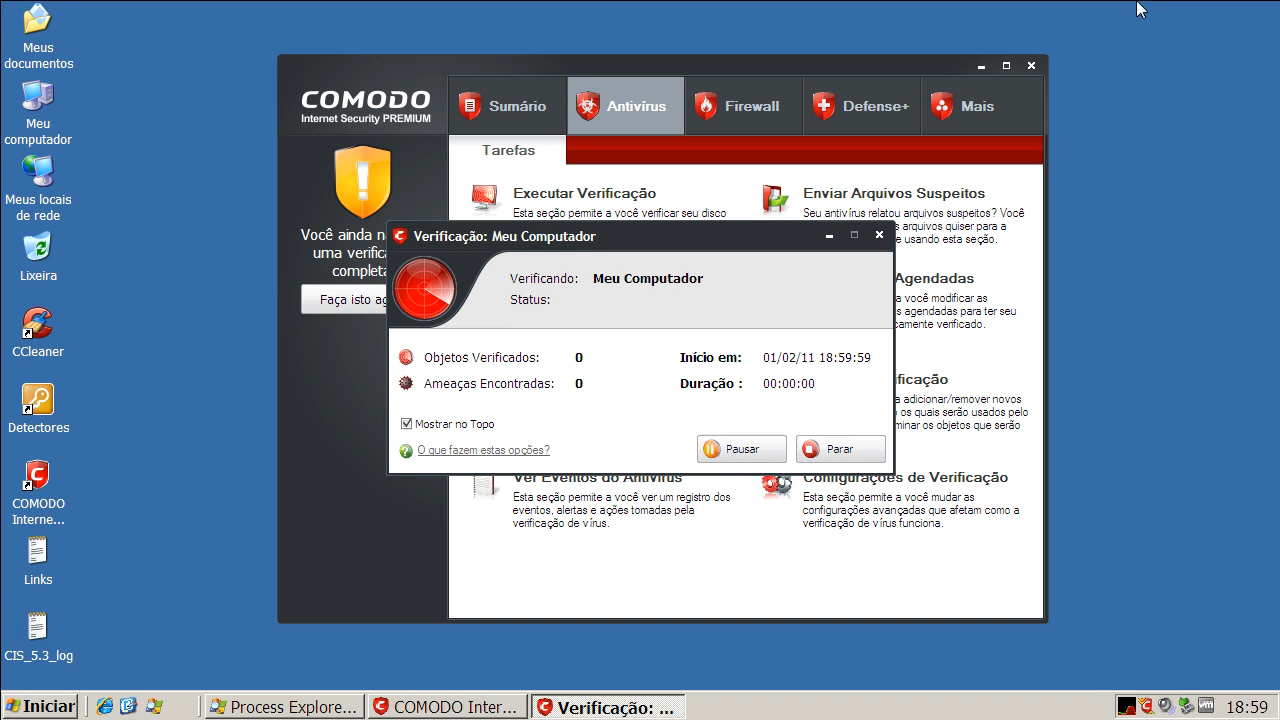 Meus
documentos
Meu
computador
Meus locais
de rede
Lixeira
CCleaner
Detectores
COMODO
Interne...
Links
CIS_5.3_log
COMODO
Internet Security PREMIUM
Sumário
Antivírus
Firewall
Defense+
Mais
Tarefas
Você ainda n
uma verific
complet
Faça isto a
Executar Verificação
Esta seção permite a você verificar seu disco
Enviar Arquivos Suspeitos
Seu antivírus relatou arquivos suspeitos? Você
arquivos quiser para a
usando esta seção.
Agendadas
a você modificar as
agendadas para ter seu
camente verificado.
ificação
a adicionar/remover novos
os quais serão usados pelo
minar os objetos que serão
Verificação: Meu Computador
Verificando: Meu Computador
Status:
Objetos Verificados: 0
Início em: 01/02/11 18:59:59
Ameaças Encontradas: 0
Duração : 00:00:00
Mostrar no Topo
O que fazem estas opções?
Pausar
Parar
Ver Eventos do Antivírus
Esta seção permite a você ver um registro dos
eventos, alertas e ações tomadas pela
verificação de vírus.
Configurações de Verificação
Esta seção permite a você mudar as
configurações avançadas que afetam como a
verificação de vírus funciona.
Iniciar
Process Explore...
COMODO Inter...
Verificação: ...
18:59